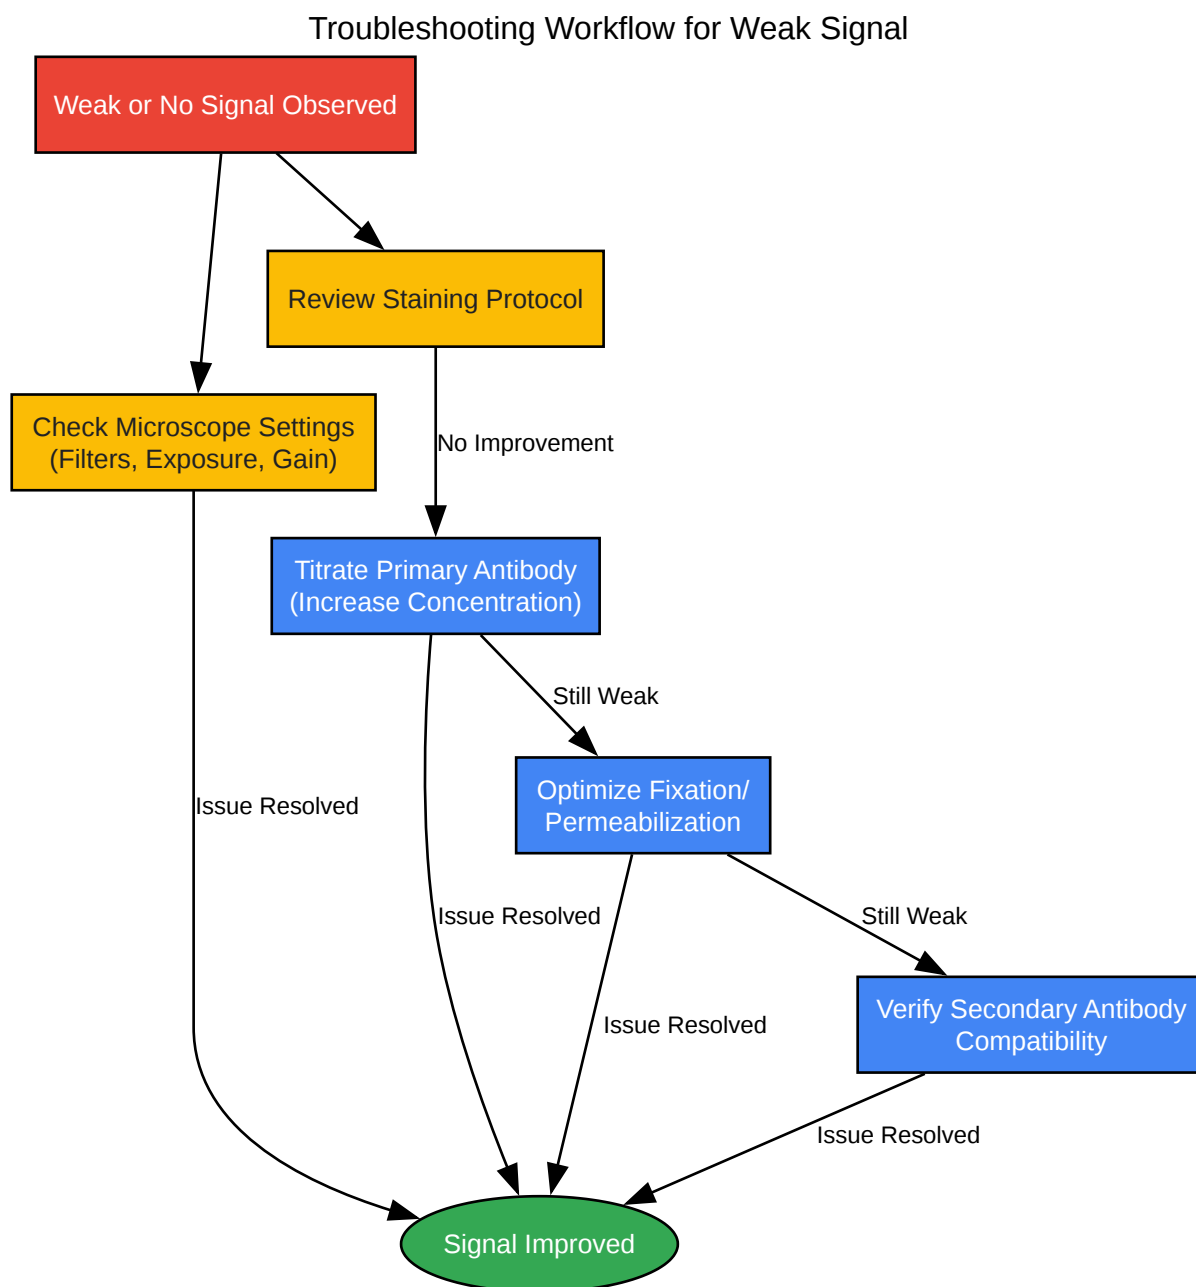 Troubleshooting Workflow for Weak Signal
Weak or No Signal Observed
Review Staining Protocol
Check Microscope Settings
(Filters, Exposure, Gain)
No Improvement
Titrate Primary Antibody
(Increase Concentration)
Still Weak
Optimize Fixation/
Permeabilization
Issue Resolved
Issue Resolved
Still Weak
Verify Secondary Antibody
Compatibility
Issue Resolved
Issue Resolved
Signal Improved